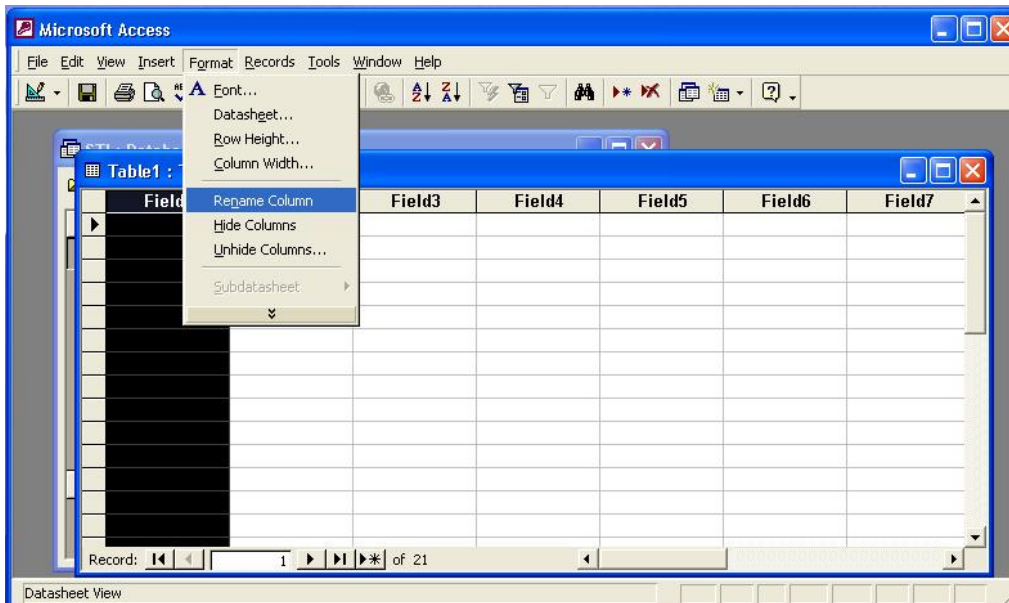 Microsoft Access
File Edit View Insert Format Records Tools Window Help
Font...
Datasheet...
Row Height...
Column Width...
Rename Column
Hide Columns
Unhide Columns...
Subdatasheet
Table1 :
Field3 Field4 Field5 Field6 Field7
Record: 1 of 21
Datasheet View